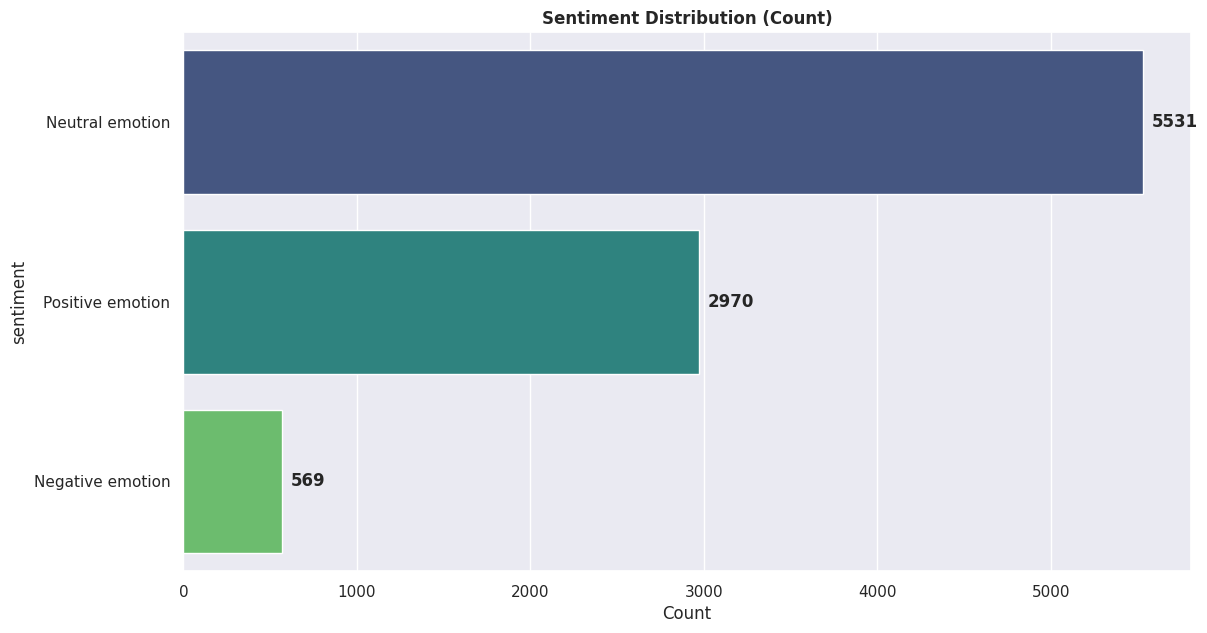 Sentiment Distribution (Count)
sentiment
Neutral emotion
5531
Positive emotion
2970
Negative emotion
569
0 1000 2000 3000 4000 5000
Count